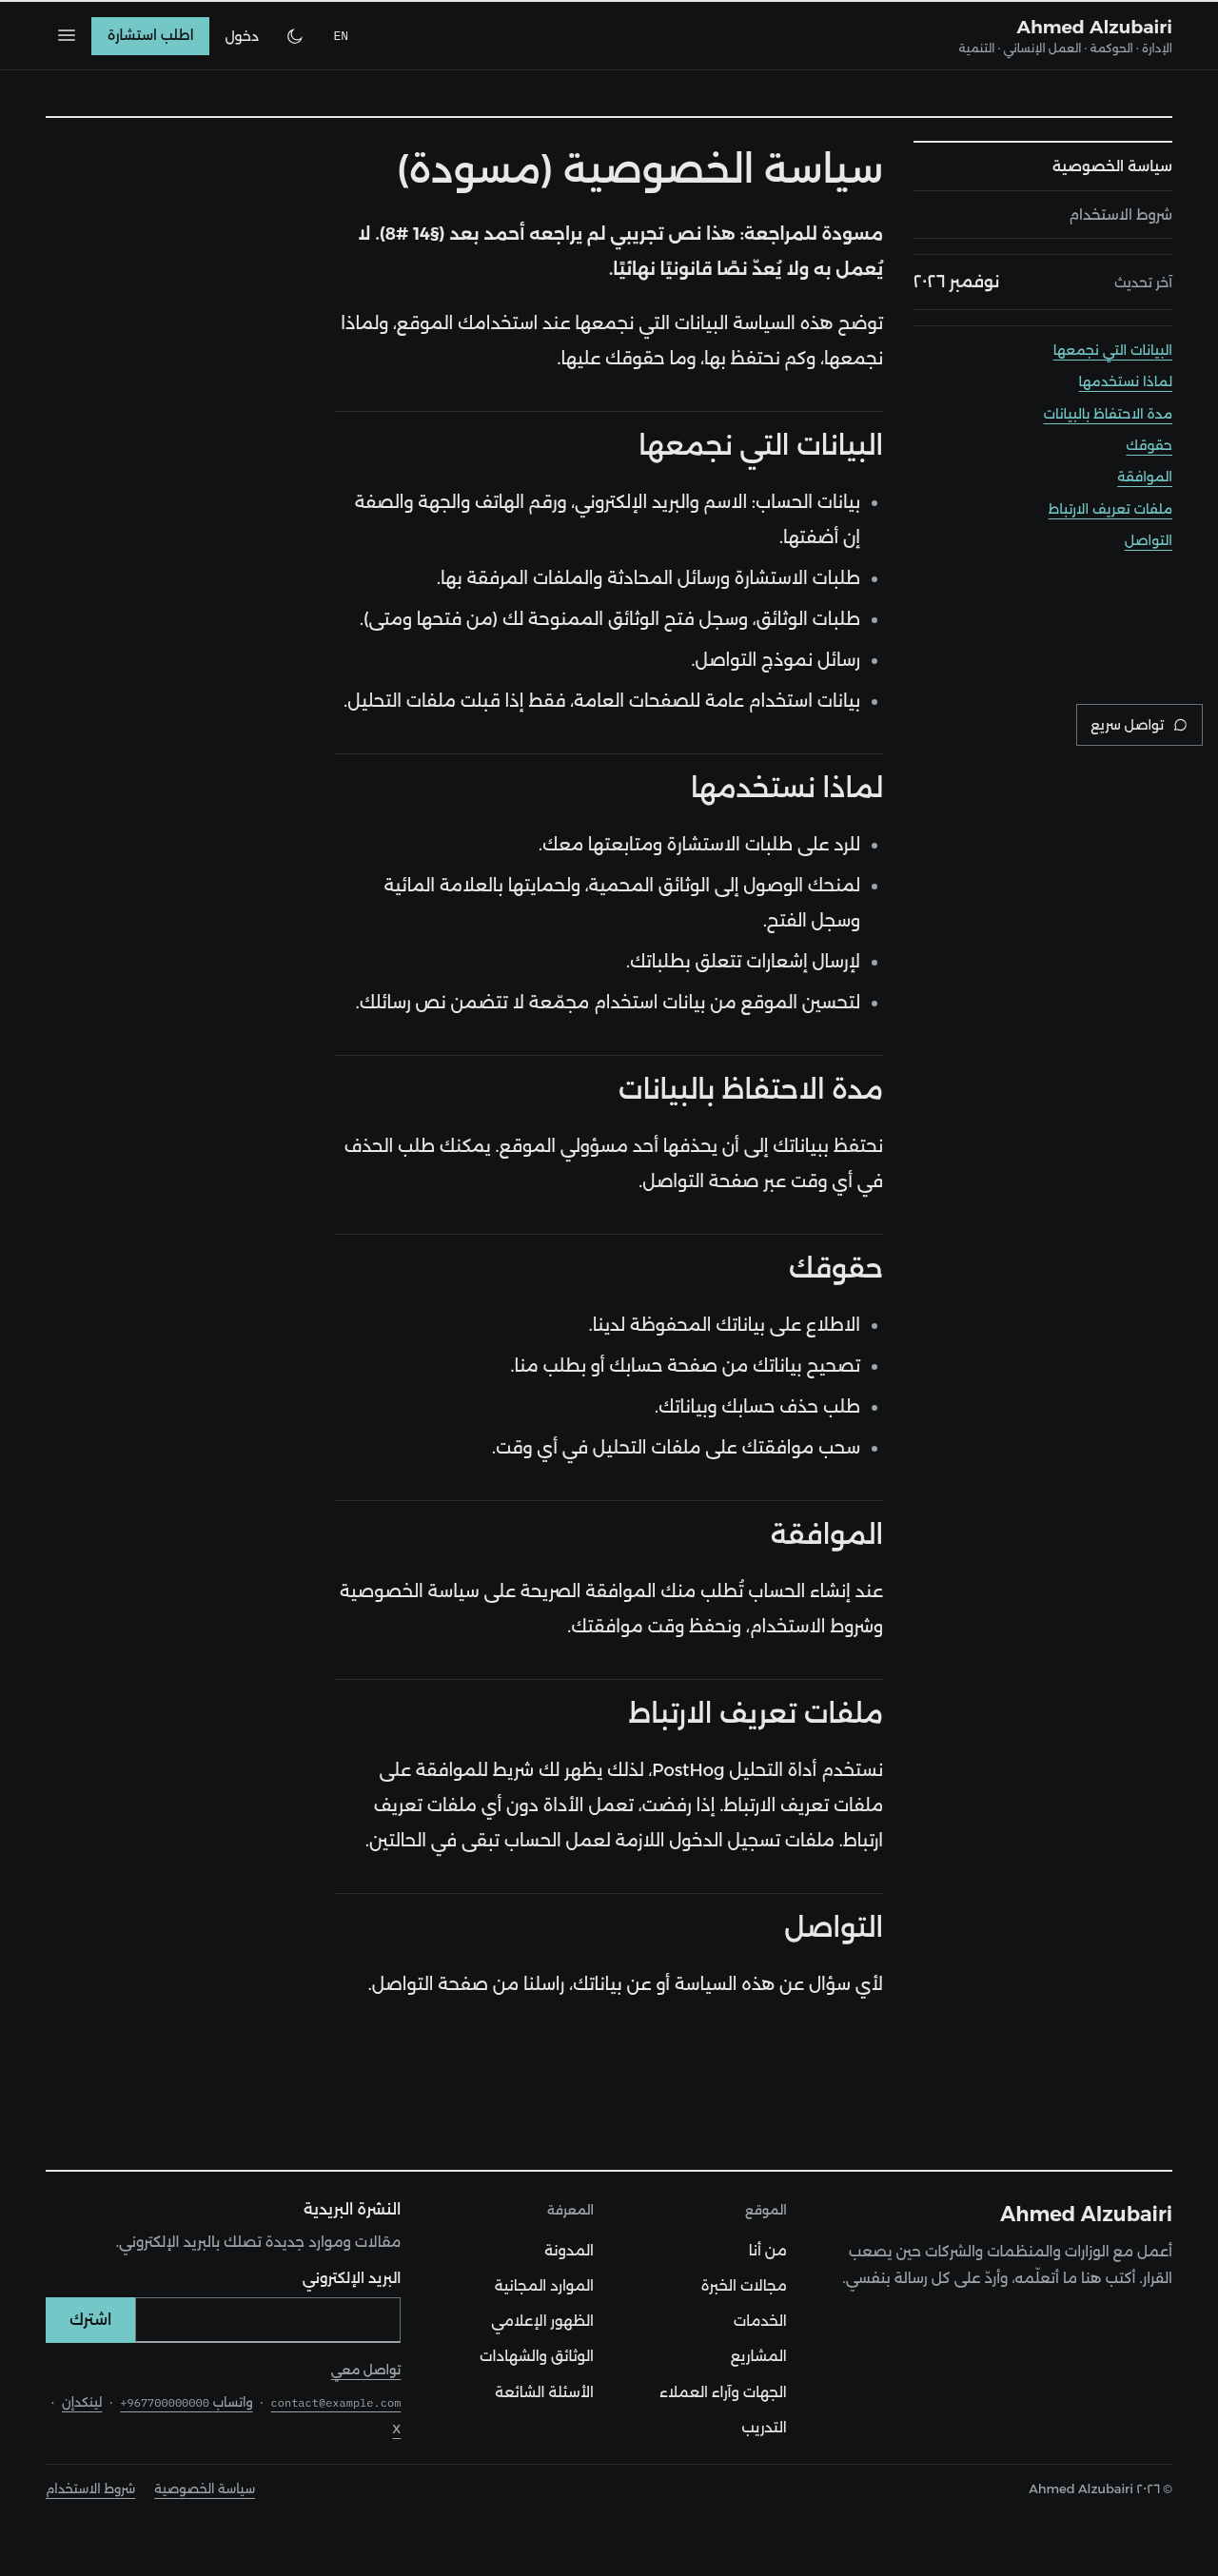 Ahmed Alzubairi
الإدارة · الحوكمة · العمل الإنساني · التنمية
EN
دخول
اطلب استشارة
سياسة الخصوصية
شروط الاستخدام
آخر تحديث
نوفمبر ٢٠٢٦
البيانات التي نجمعها
لماذا نستخدمها
مدة الاحتفاظ بالبيانات
حقوقك
الموافقة
ملفات تعريف الارتباط
التواصل
تواصل سريع
سياسة الخصوصية (مسودة)
مسودة للمراجعة: هذا نص تجريبي لم يراجعه أحمد بعد (§14 #8). لا
يُعمل به ولا يُعدّ نصًا قانونيًا نهائيًا.
توضح هذه السياسة البيانات التي نجمعها عند استخدامك الموقع، ولماذا
نجمعها، وكم نحتفظ بها، وما حقوقك عليها.
البيانات التي نجمعها
• بيانات الحساب: الاسم والبريد الإلكتروني، ورقم الهاتف والجهة والصفة
إن أضفتها.
• طلبات الاستشارة ورسائل المحادثة والملفات المرفقة بها.
• طلبات الوثائق، وسجل فتح الوثائق الممنوحة لك (من فتحها ومتى).
• رسائل نموذج التواصل.
• بيانات استخدام عامة للصفحات العامة، فقط إذا قبلت ملفات التحليل.
لماذا نستخدمها
• للرد على طلبات الاستشارة ومتابعتها معك.
• لمنحك الوصول إلى الوثائق المحمية، ولحمايتها بالعلامة المائية
وسجل الفتح.
• لإرسال إشعارات تتعلق بطلباتك.
• لتحسين الموقع من بيانات استخدام مجمّعة لا تتضمن نص رسائلك.
مدة الاحتفاظ بالبيانات
نحتفظ ببياناتك إلى أن يحذفها أحد مسؤولي الموقع. يمكنك طلب الحذف
في أي وقت عبر صفحة التواصل.
حقوقك
• الاطلاع على بياناتك المحفوظة لدينا.
• تصحيح بياناتك من صفحة حسابك أو بطلب منا.
• طلب حذف حسابك وبياناتك.
• سحب موافقتك على ملفات التحليل في أي وقت.
الموافقة
عند إنشاء الحساب تُطلب منك الموافقة الصريحة على سياسة الخصوصية
وشروط الاستخدام، ونحفظ وقت موافقتك.
ملفات تعريف الارتباط
نستخدم أداة التحليل PostHog، لذلك يظهر لك شريط للموافقة على
ملفات تعريف الارتباط. إذا رفضت، تعمل الأداة دون أي ملفات تعريف
ارتباط. ملفات تسجيل الدخول اللازمة لعمل الحساب تبقى في الحالتين.
التواصل
لأي سؤال عن هذه السياسة أو عن بياناتك، راسلنا من صفحة التواصل.
Ahmed Alzubairi
أعمل مع الوزارات والمنظمات والشركات حين يصعب
القرار. أكتب هنا ما أتعلّمه، وأردّ على كل رسالة بنفسي.
الموقع
من أنا
مجالات الخبرة
الخدمات
المشاريع
الجهات وآراء العملاء
التدريب
المعرفة
المدونة
الموارد المجانية
الظهور الإعلامي
الوثائق والشهادات
الأسئلة الشائعة
النشرة البريدية
مقالات وموارد جديدة تصلك بالبريد الإلكتروني.
البريد الإلكتروني
اشترك
تواصل معي
contact@example.com · واتساب +967700000000 · لينكدإن ·
X
© ٢٠٢٦ Ahmed Alzubairi
سياسة الخصوصية
شروط الاستخدام